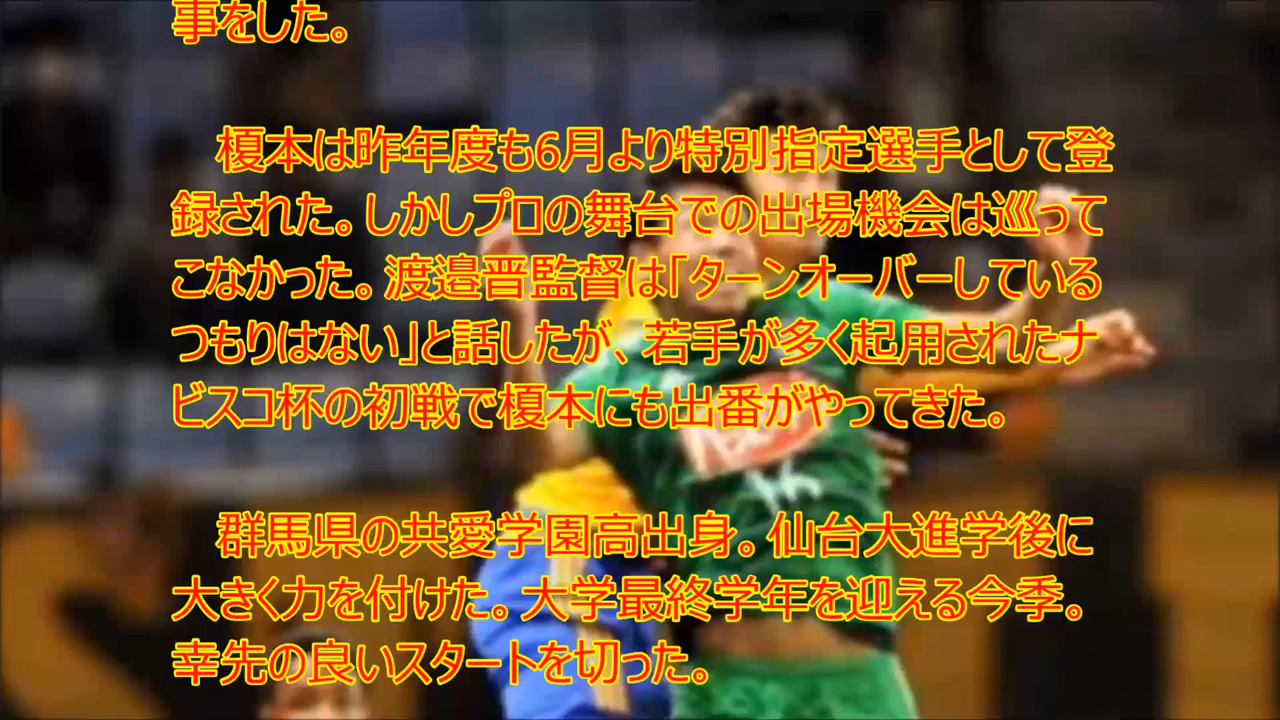 事をした。
榎本は昨年度も6月より特別指定選手として登
録された。しかしプロの舞台での出場機会は巡って
こなかった。渡邉晋監督は「ターンオーバーしている
つもりはない」と話したが、若手が多く起用されたナ
ビスコ杯の初戦で榎本にも出番がやってきた。
群馬県の共愛学園高出身。仙台大進学後に
大きく力を付けた。大学最終学年を迎える今季。
幸先の良いスタートを切った。